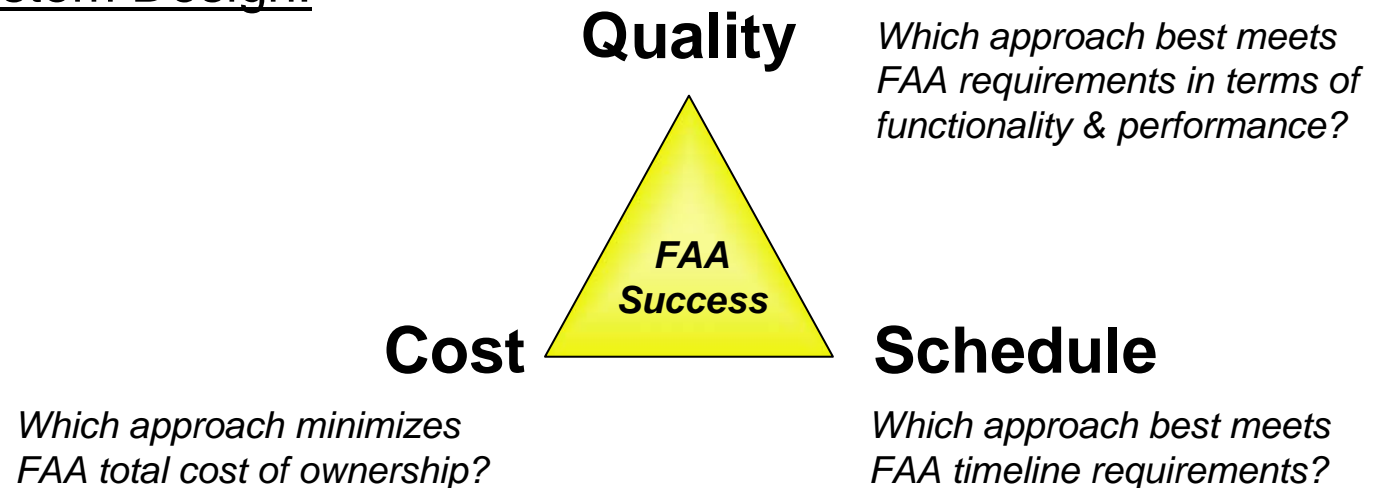 Design:
Quality
Which approach best meets
FAA requirements in terms of
functionality & performance?
FAA
Success
Cost
Schedule
Which approach minimizes
FAA total cost of ownership?
Which approach best meets
FAA timeline requirements?